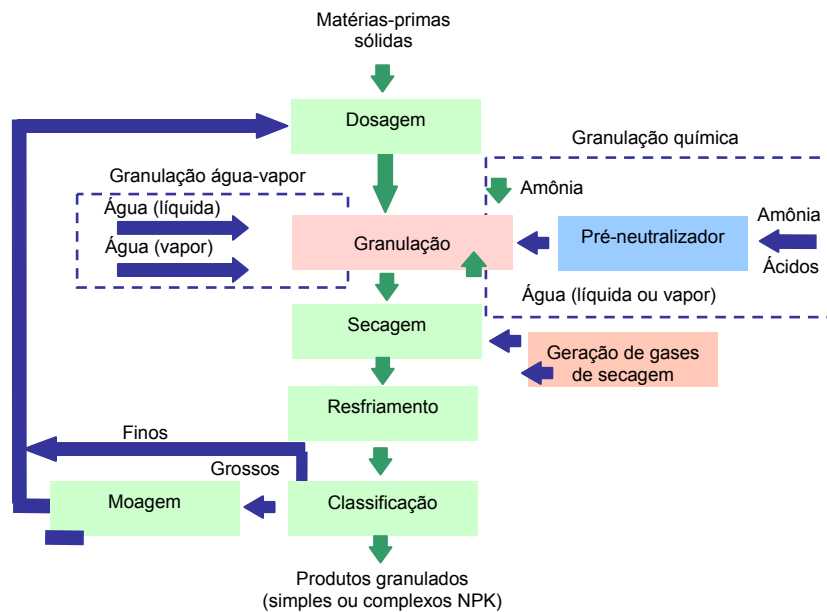 Matérias-primas
sólidas
Dosagem
Granulação química
Granulação água-vapor
Amônia
Água (líquida)
Água (vapor)
Granulação
Pré-neutralizador
Amônia
Ácidos
Água (líquida ou vapor)
Secagem
Geração de gases
de secagem
Resfriamento
Finos
Grossos
Moagem
Classificação
Produtos granulados
(simples ou complexos NPK)